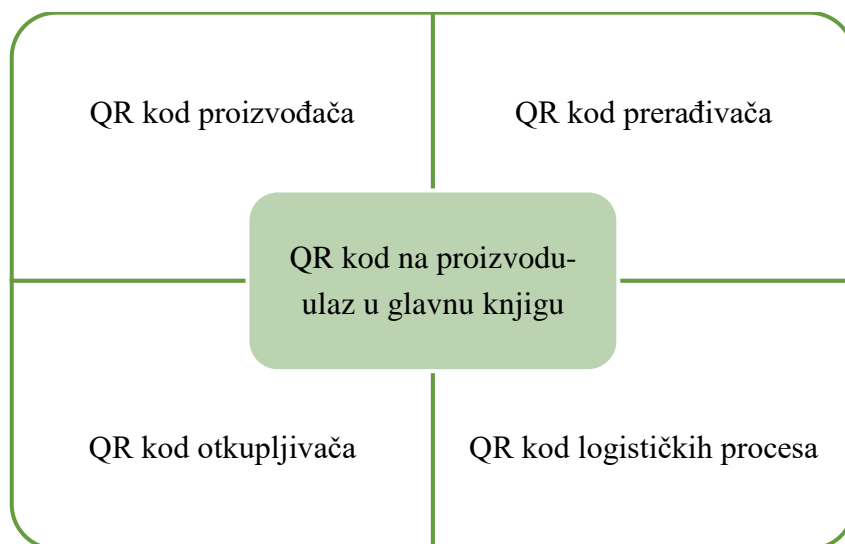 QR kod proizvođača
QR kod prerađivača
QR kod na proizvodu-
ulaz u glavnu knjigu
QR kod otkupljivača
QR kod logističkih procesa